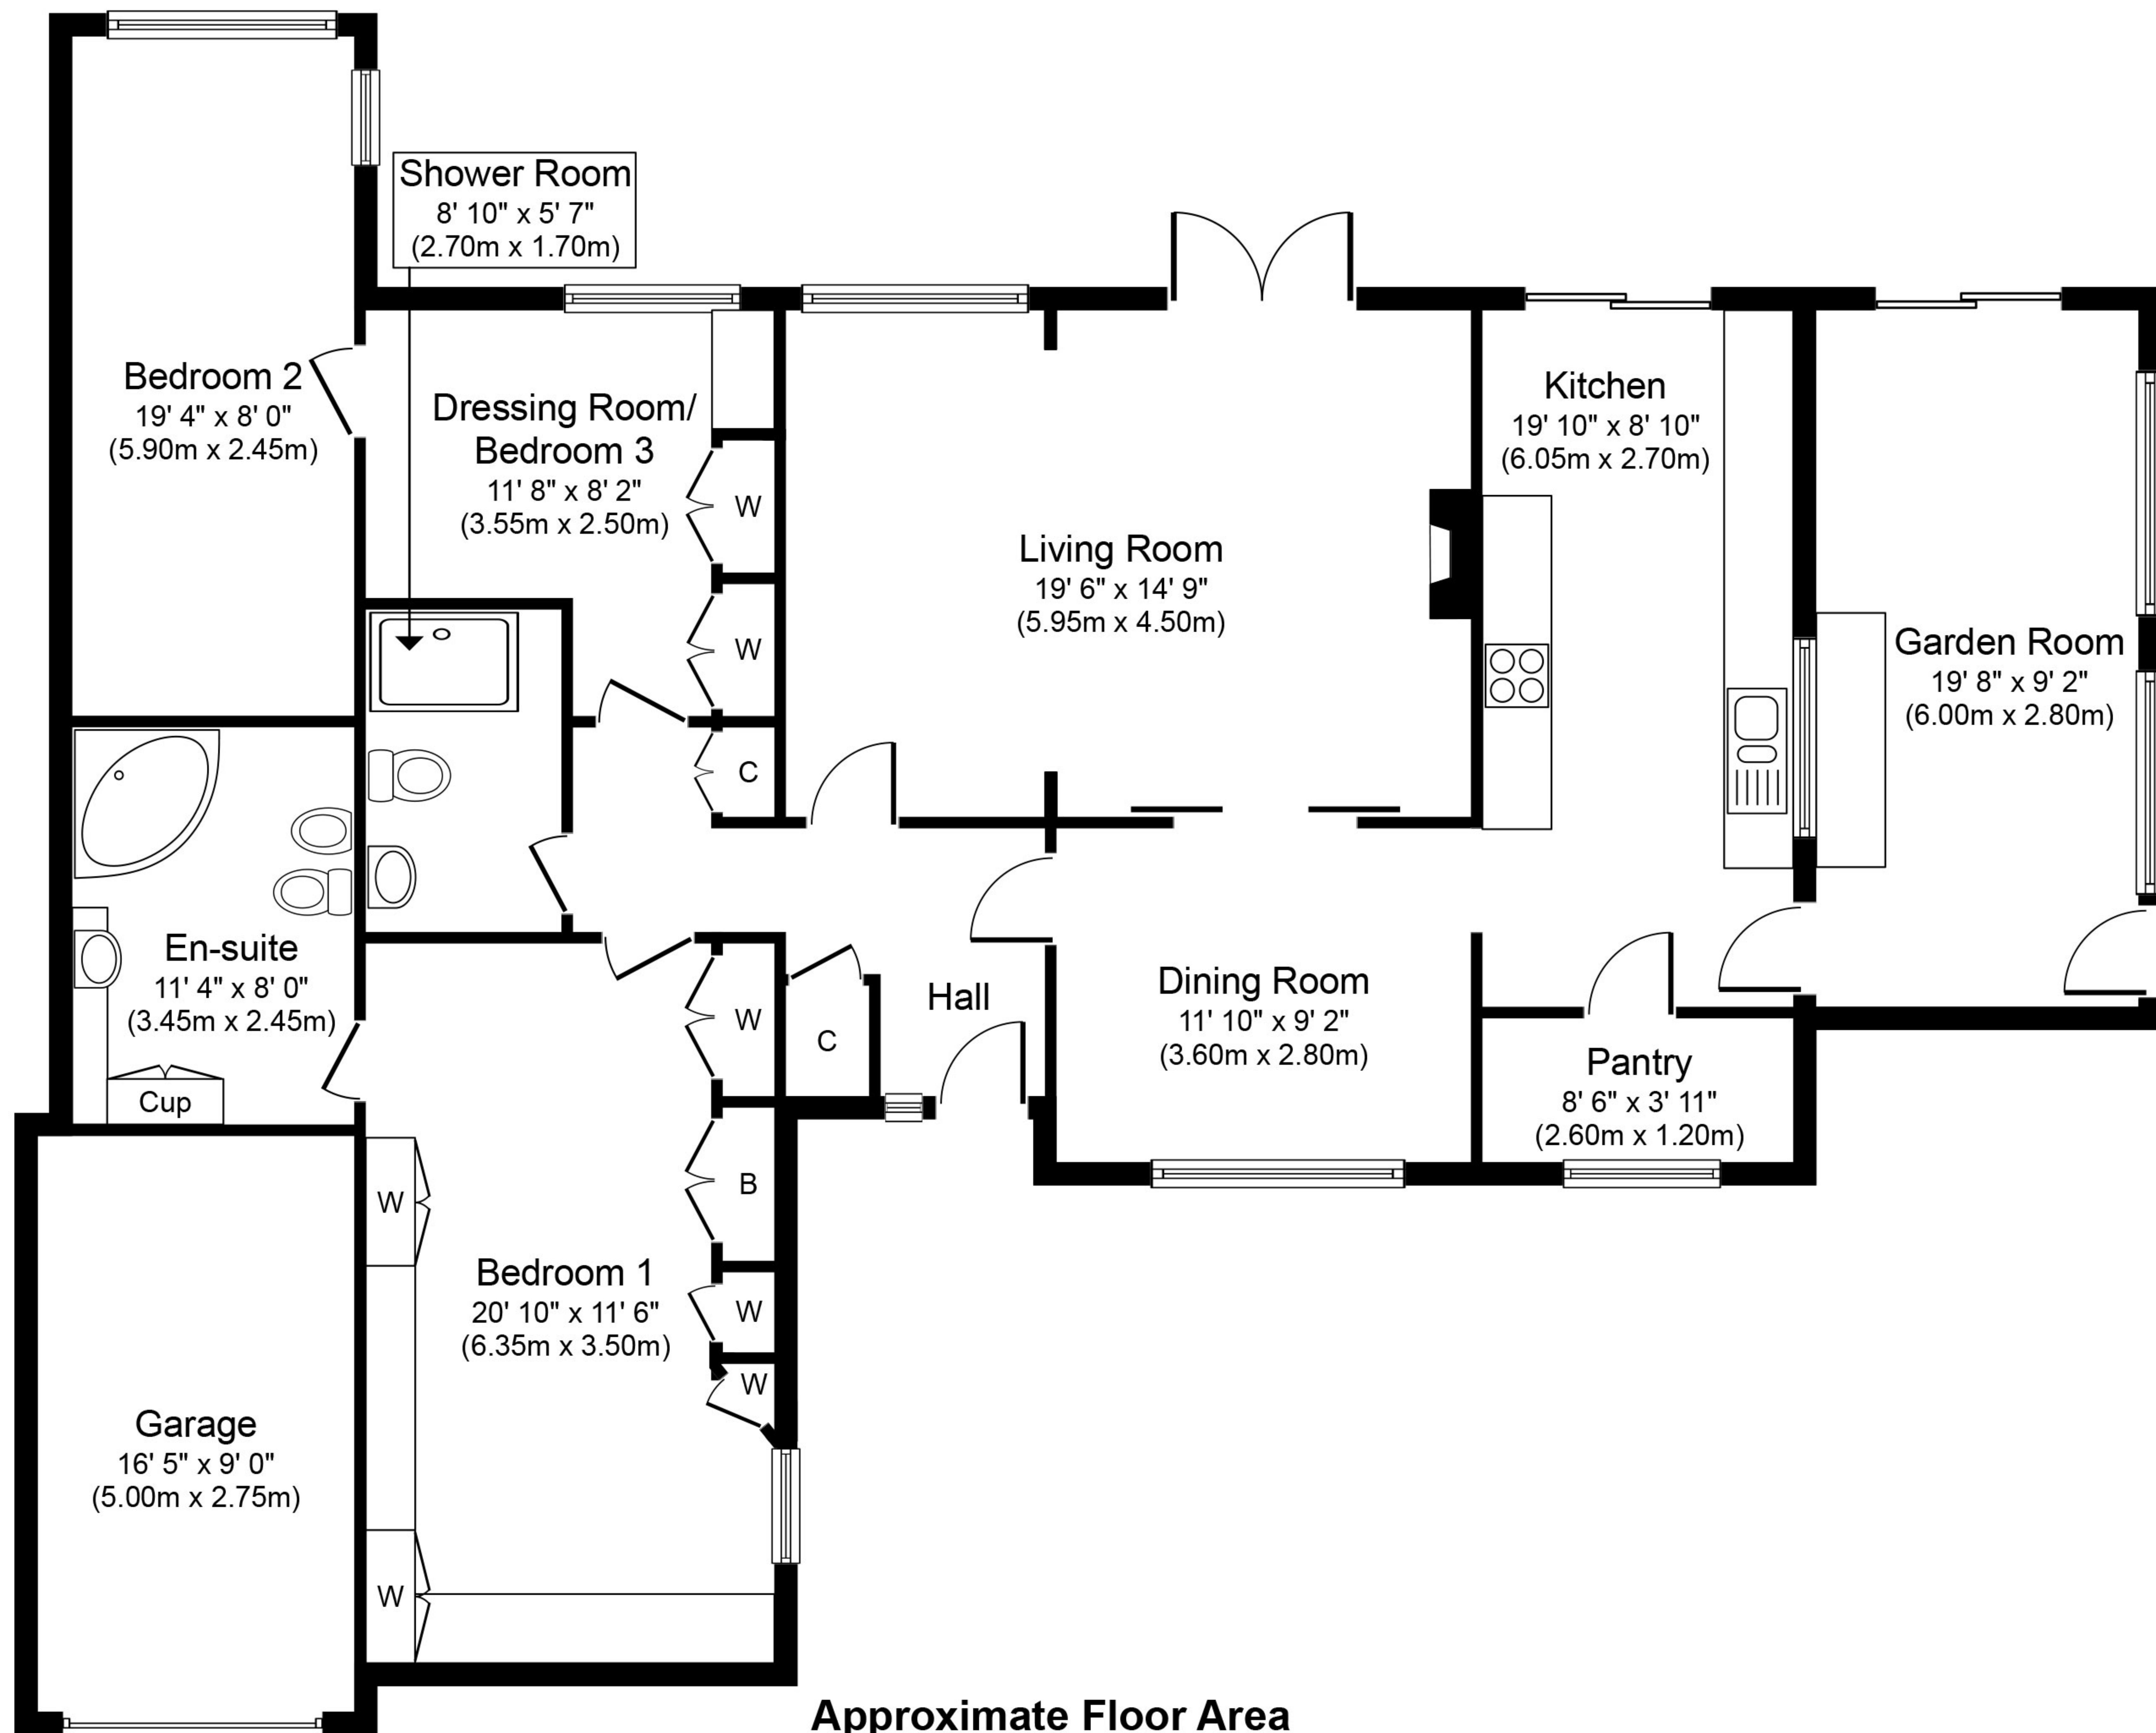 Shower Room
8' 10" x 5' 7"
(2.70m x 1.70m)
Bedroom 2
19' 4" x 8' 0"
(5.90m x 2.45m)
Dressing Room/
Bedroom 3
11' 8" x 8' 2"
(3.55m x 2.50m)
W
W
C
Living Room
19' 6" x 14' 9"
(5.95m x 4.50m)
Kitchen
19' 10" x 8' 10"
(6.05m x 2.70m)
Garden Room
19' 8" x 9' 2"
(6.00m x 2.80m)
En-suite
11' 4" x 8' 0"
(3.45m x 2.45m)
Cup
W
C
Hall
Dining Room
11' 10" x 9' 2"
(3.60m x 2.80m)
Pantry
8' 6" x 3' 11"
(2.60m x 1.20m)
W
B
Bedroom 1
20' 10" x 11' 6"
(6.35m x 3.50m)
W
W
Garage
16' 5" x 9' 0"
(5.00m x 2.75m)
W
Approximate Floor Area